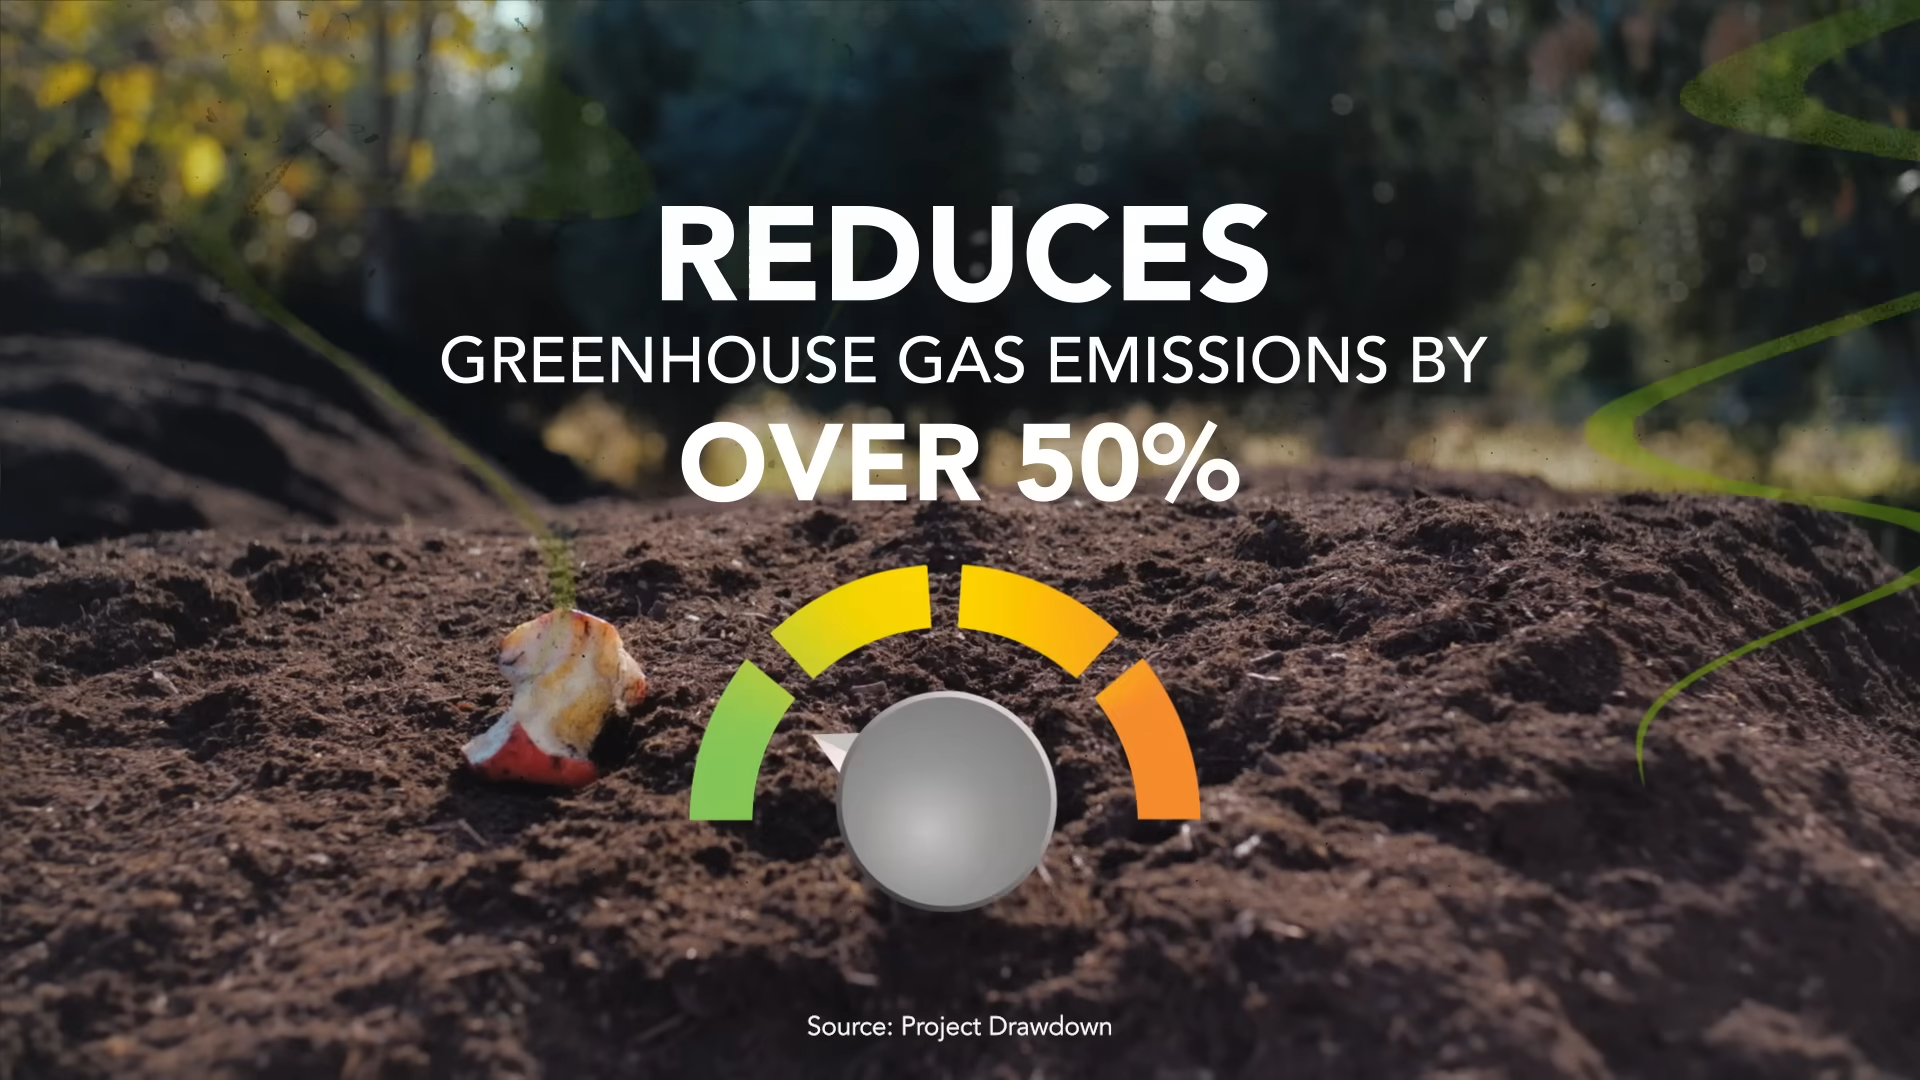 REDUCES
GREENHOUSE GAS EMISSIONS BY
OVER 50%
Source: Project Drawdown